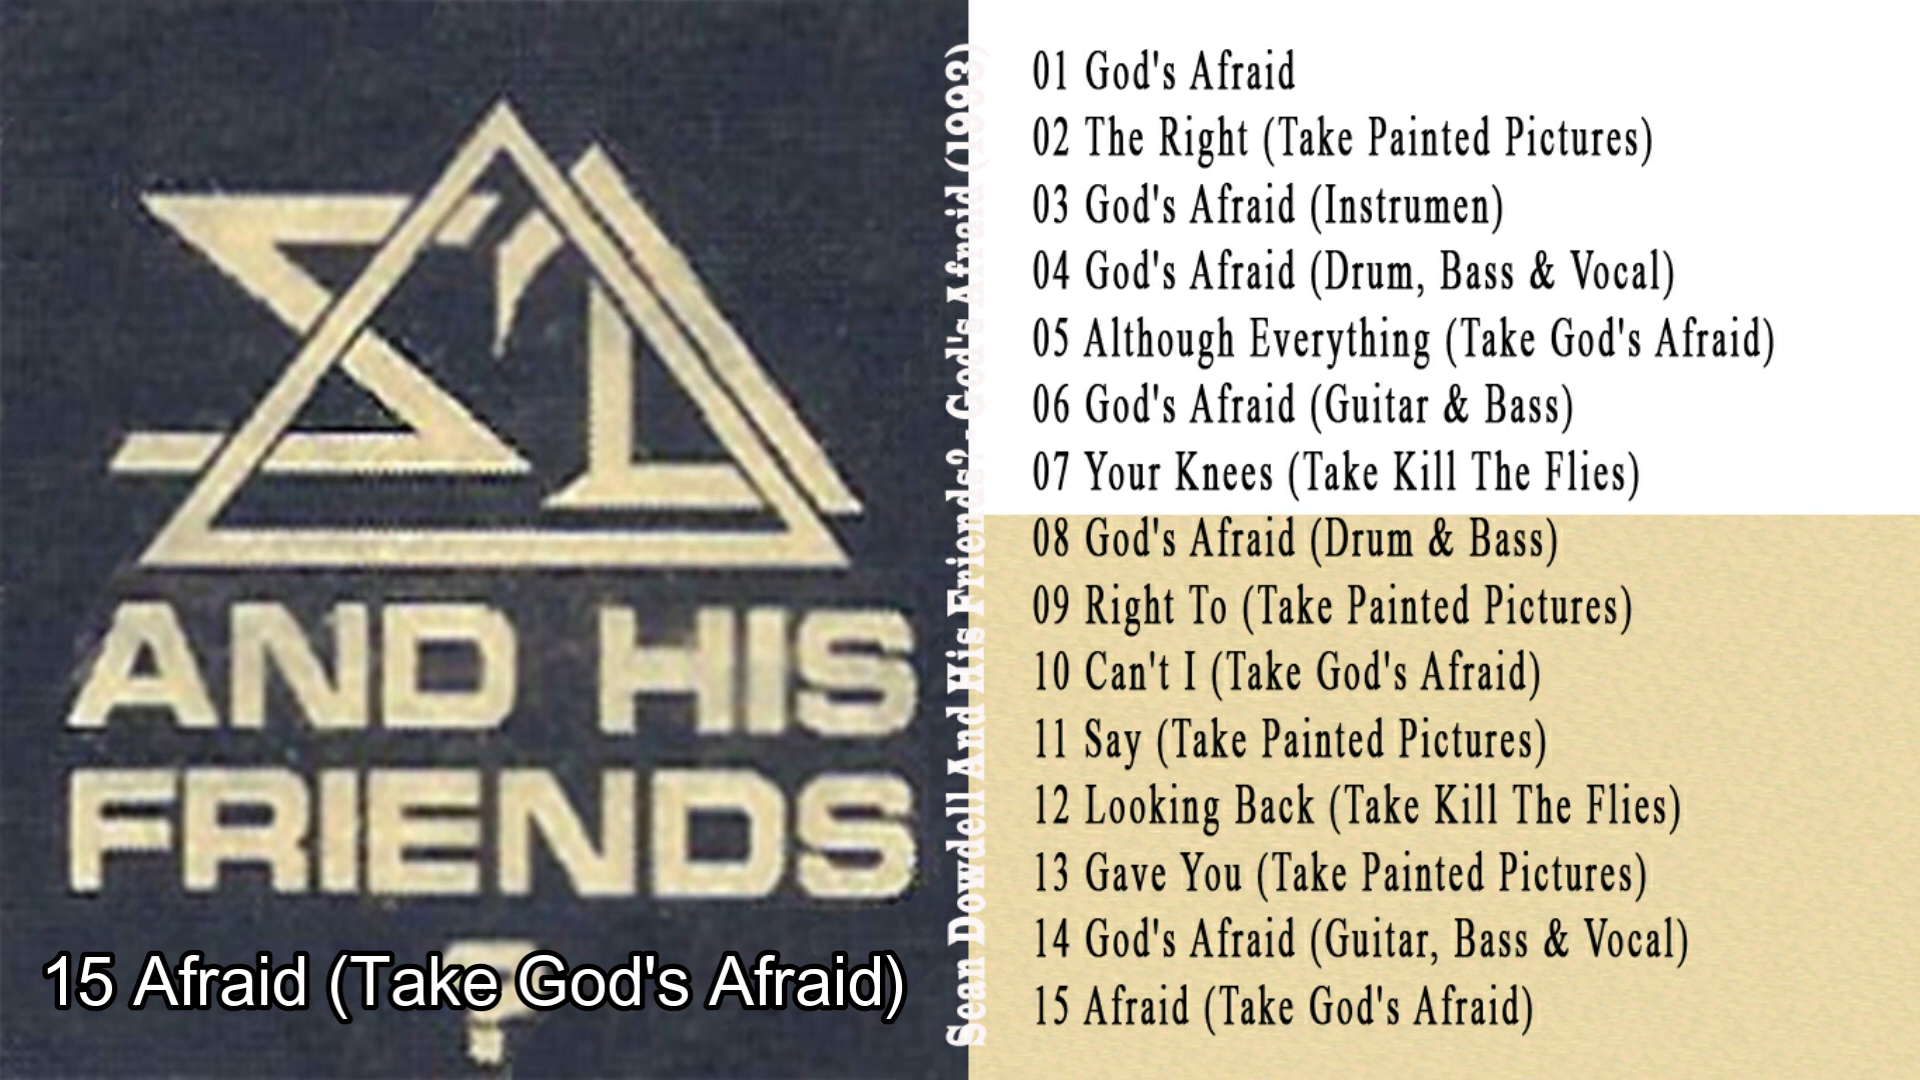 S'D
AND HIS
FRIENDS
?
15 Afraid (Take God's Afraid)
Sean Dowdell And His Friends? - God's Afraid (1993)
01 God's Afraid
02 The Right (Take Painted Pictures)
03 God's Afraid (Instrumen)
04 God's Afraid (Drum, Bass & Vocal)
05 Although Everything (Take God's Afraid)
06 God's Afraid (Guitar & Bass)
07 Your Knees (Take Kill The Flies)
08 God's Afraid (Drum & Bass)
09 Right To (Take Painted Pictures)
10 Can't I (Take God's Afraid)
11 Say (Take Painted Pictures)
12 Looking Back (Take Kill The Flies)
13 Gave You (Take Painted Pictures)
14 God's Afraid (Guitar, Bass & Vocal)
15 Afraid (Take God's Afraid)